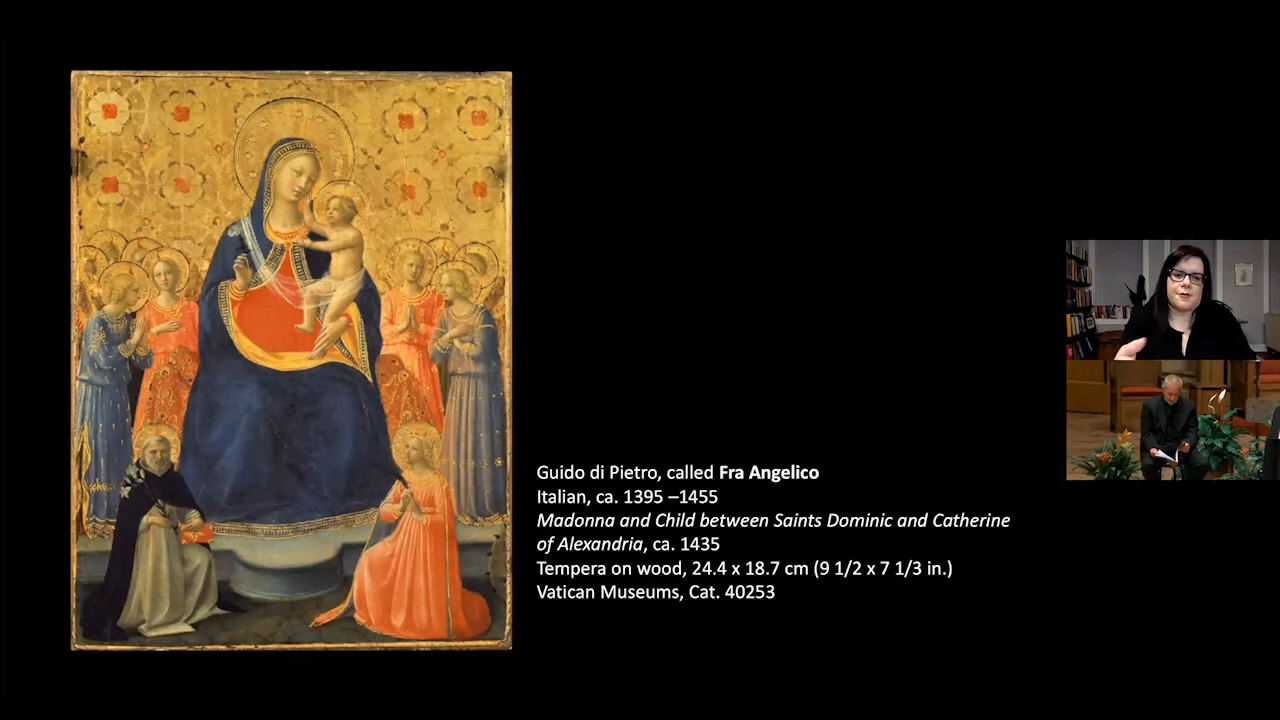 Guido di Pietro, called Fra Angelico
Italian, ca. 1395 –1455
Madonna and Child between Saints Dominic and Catherine
of Alexandria, ca. 1435
Tempera on wood, 24.4 x 18.7 cm (9 1/2 x 7 1/3 in.)
Vatican Museums, Cat. 40253